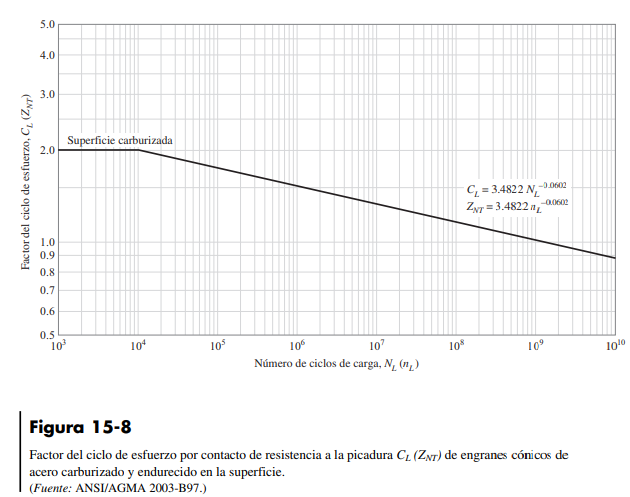 5.0
4.0
3.0
2.0
1.0
0.9
0.8
0.7
0.6
0.5
Factor del ciclo de esfuerzo, C_L (Z_NT)
Superficie carburizada
C_L = 3.4822 N_L^–0.0602
Z_NT = 3.4822 n_L^–0.0602
10^3 10^4 10^5 10^6 10^7 10^8 10^9 10^10
Número de ciclos de carga, N_L (n_L)
Figura 15-8
Factor del ciclo de esfuerzo por contacto de resistencia a la picadura C_L (Z_NT) de engranes cónicos de
acero carburizado y endurecido en la superficie.
(Fuente: ANSI/AGMA 2003-B97.)